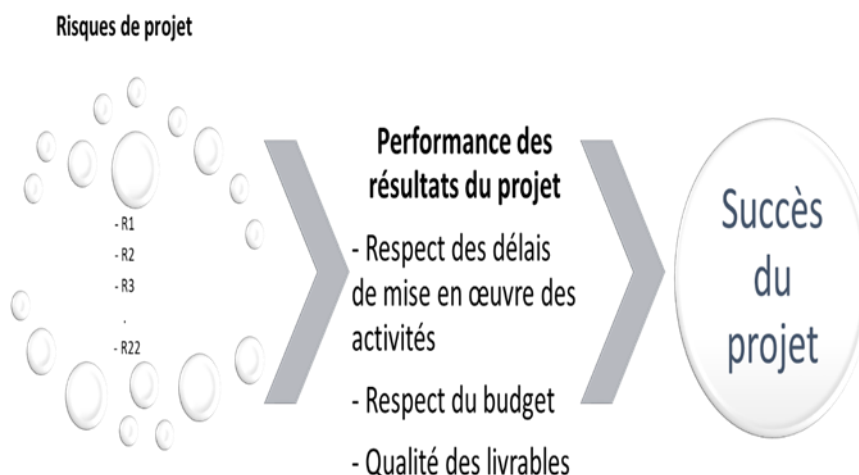 Risques de projet
- R1
- R2
- R3
.
- R22
Performance des
résultats du projet
- Respect des délais
de mise en œuvre des
activités
- Respect du budget
- Qualité des livrables
Succès
du
projet